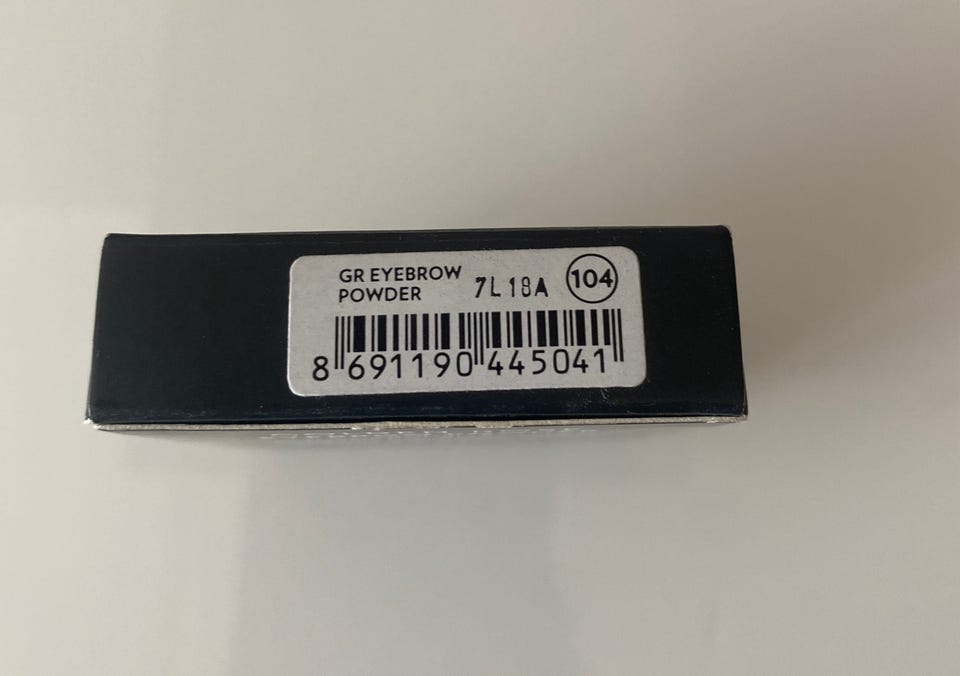 GR EYEBROW
POWDER
7L18A
104
8 691190 445041